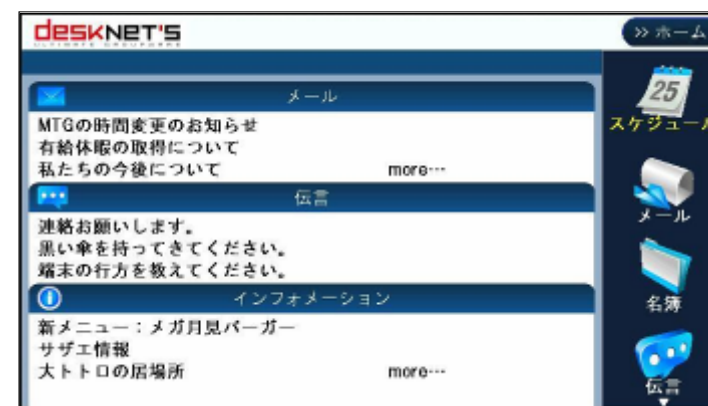 deskNET'S
ULTIMATE GROUPWARE
>> ホーム
メール
MTGの時間変更のお知らせ
有給休暇の取得について
私たちの今後について more…
伝言
連絡お願いします。
黒い傘を持ってきてください。
端末の行方を教えてください。
インフォメーション
新メニュー：メガ月見バーガー
サザエ情報
大トトロの居場所 more…
25
スケジュール
メール
名簿
伝言